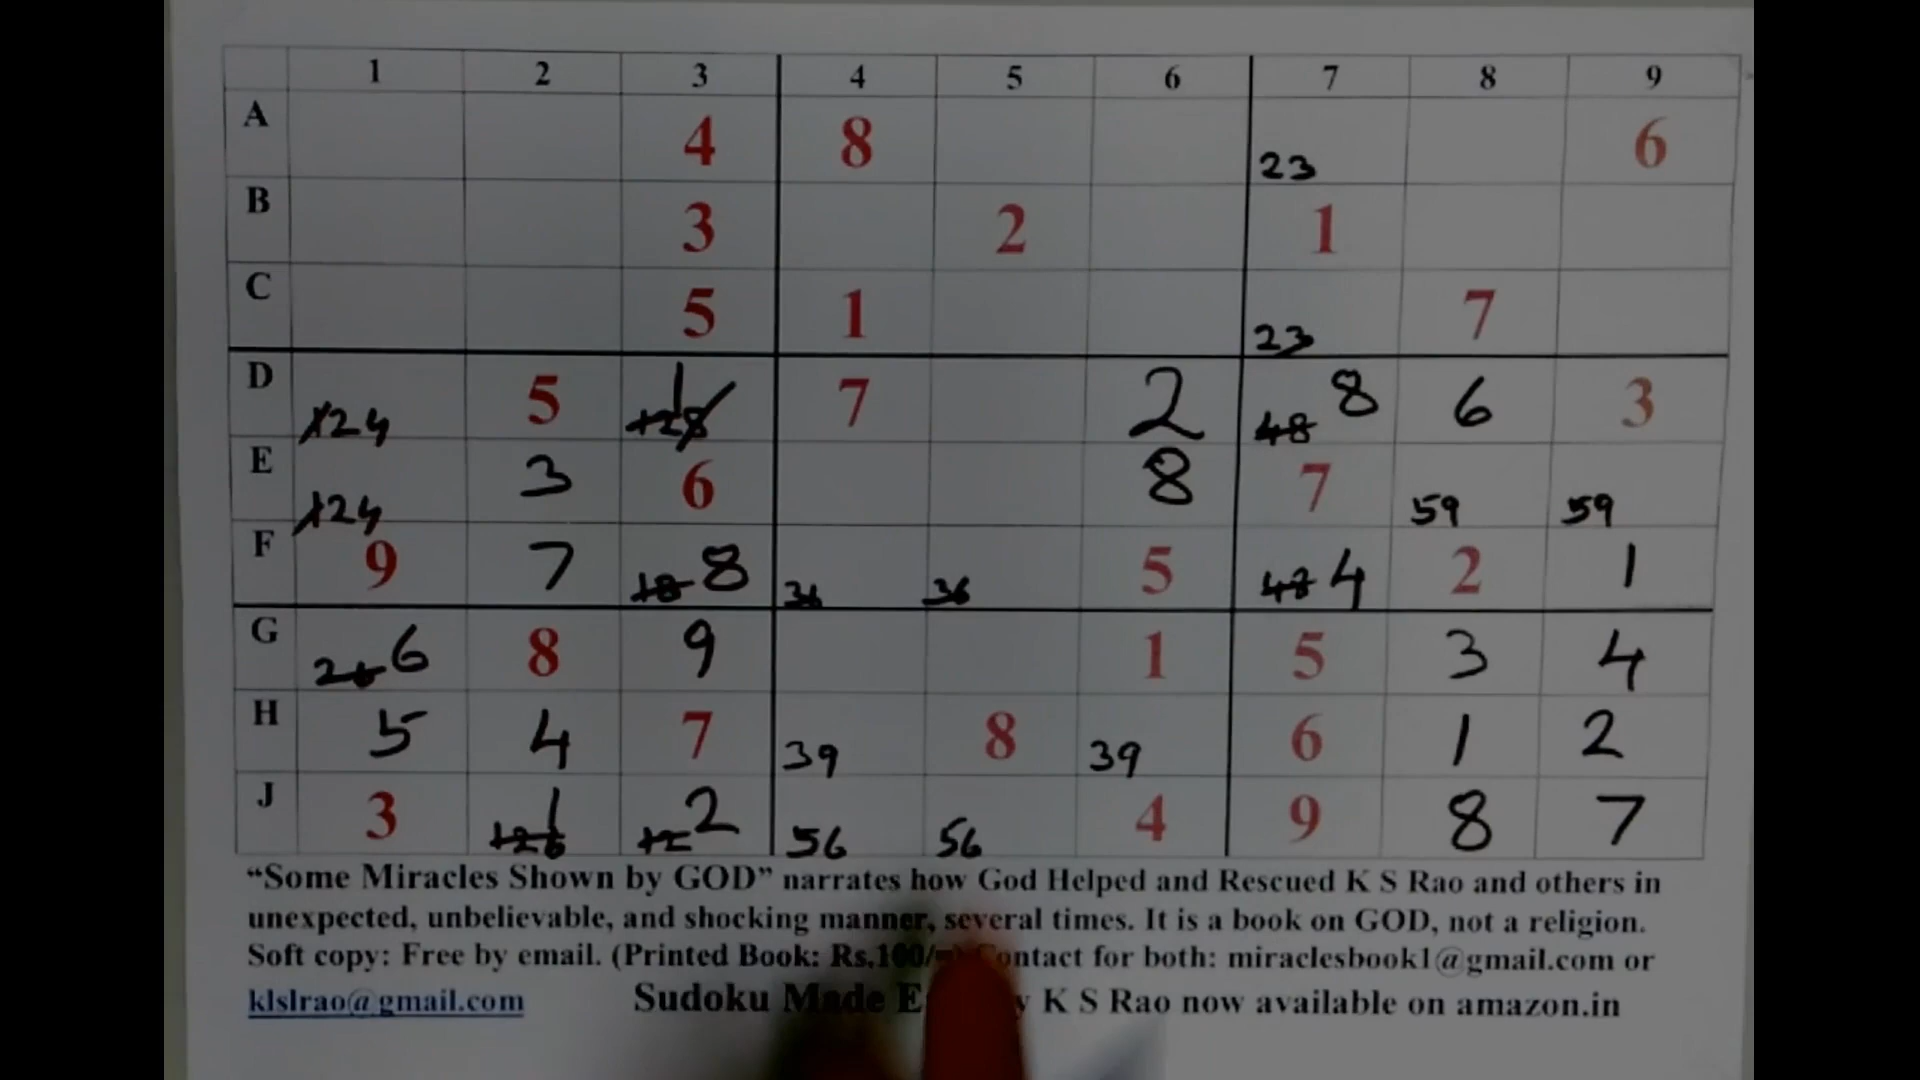 1 2 3 4 5 6 7 8 9
A 4 8 23 6
B 3 2 1
C 5 1 23 7
D 124 5 128 1 7 2 48 8 6 3
E 124 3 6 8 7 59 59
F 9 7 18 8 36 36 5 48 4 2 1
G 26 6 8 9 1 5 3 4
H 5 4 7 39 8 39 6 1 2
J 3 126 1 12 2 56 56 4 9 8 7
“Some Miracles Shown by GOD” narrates how God Helped and Rescued K S Rao and others in
unexpected, unbelievable, and shocking manner, several times. It is a book on GOD, not a religion.
Soft copy: Free by email. (Printed Book: Rs.100/=) Contact for both: miraclesbook1@gmail.com or
klslrao@gmail.com Sudoku Made K S Rao now available on amazon.in